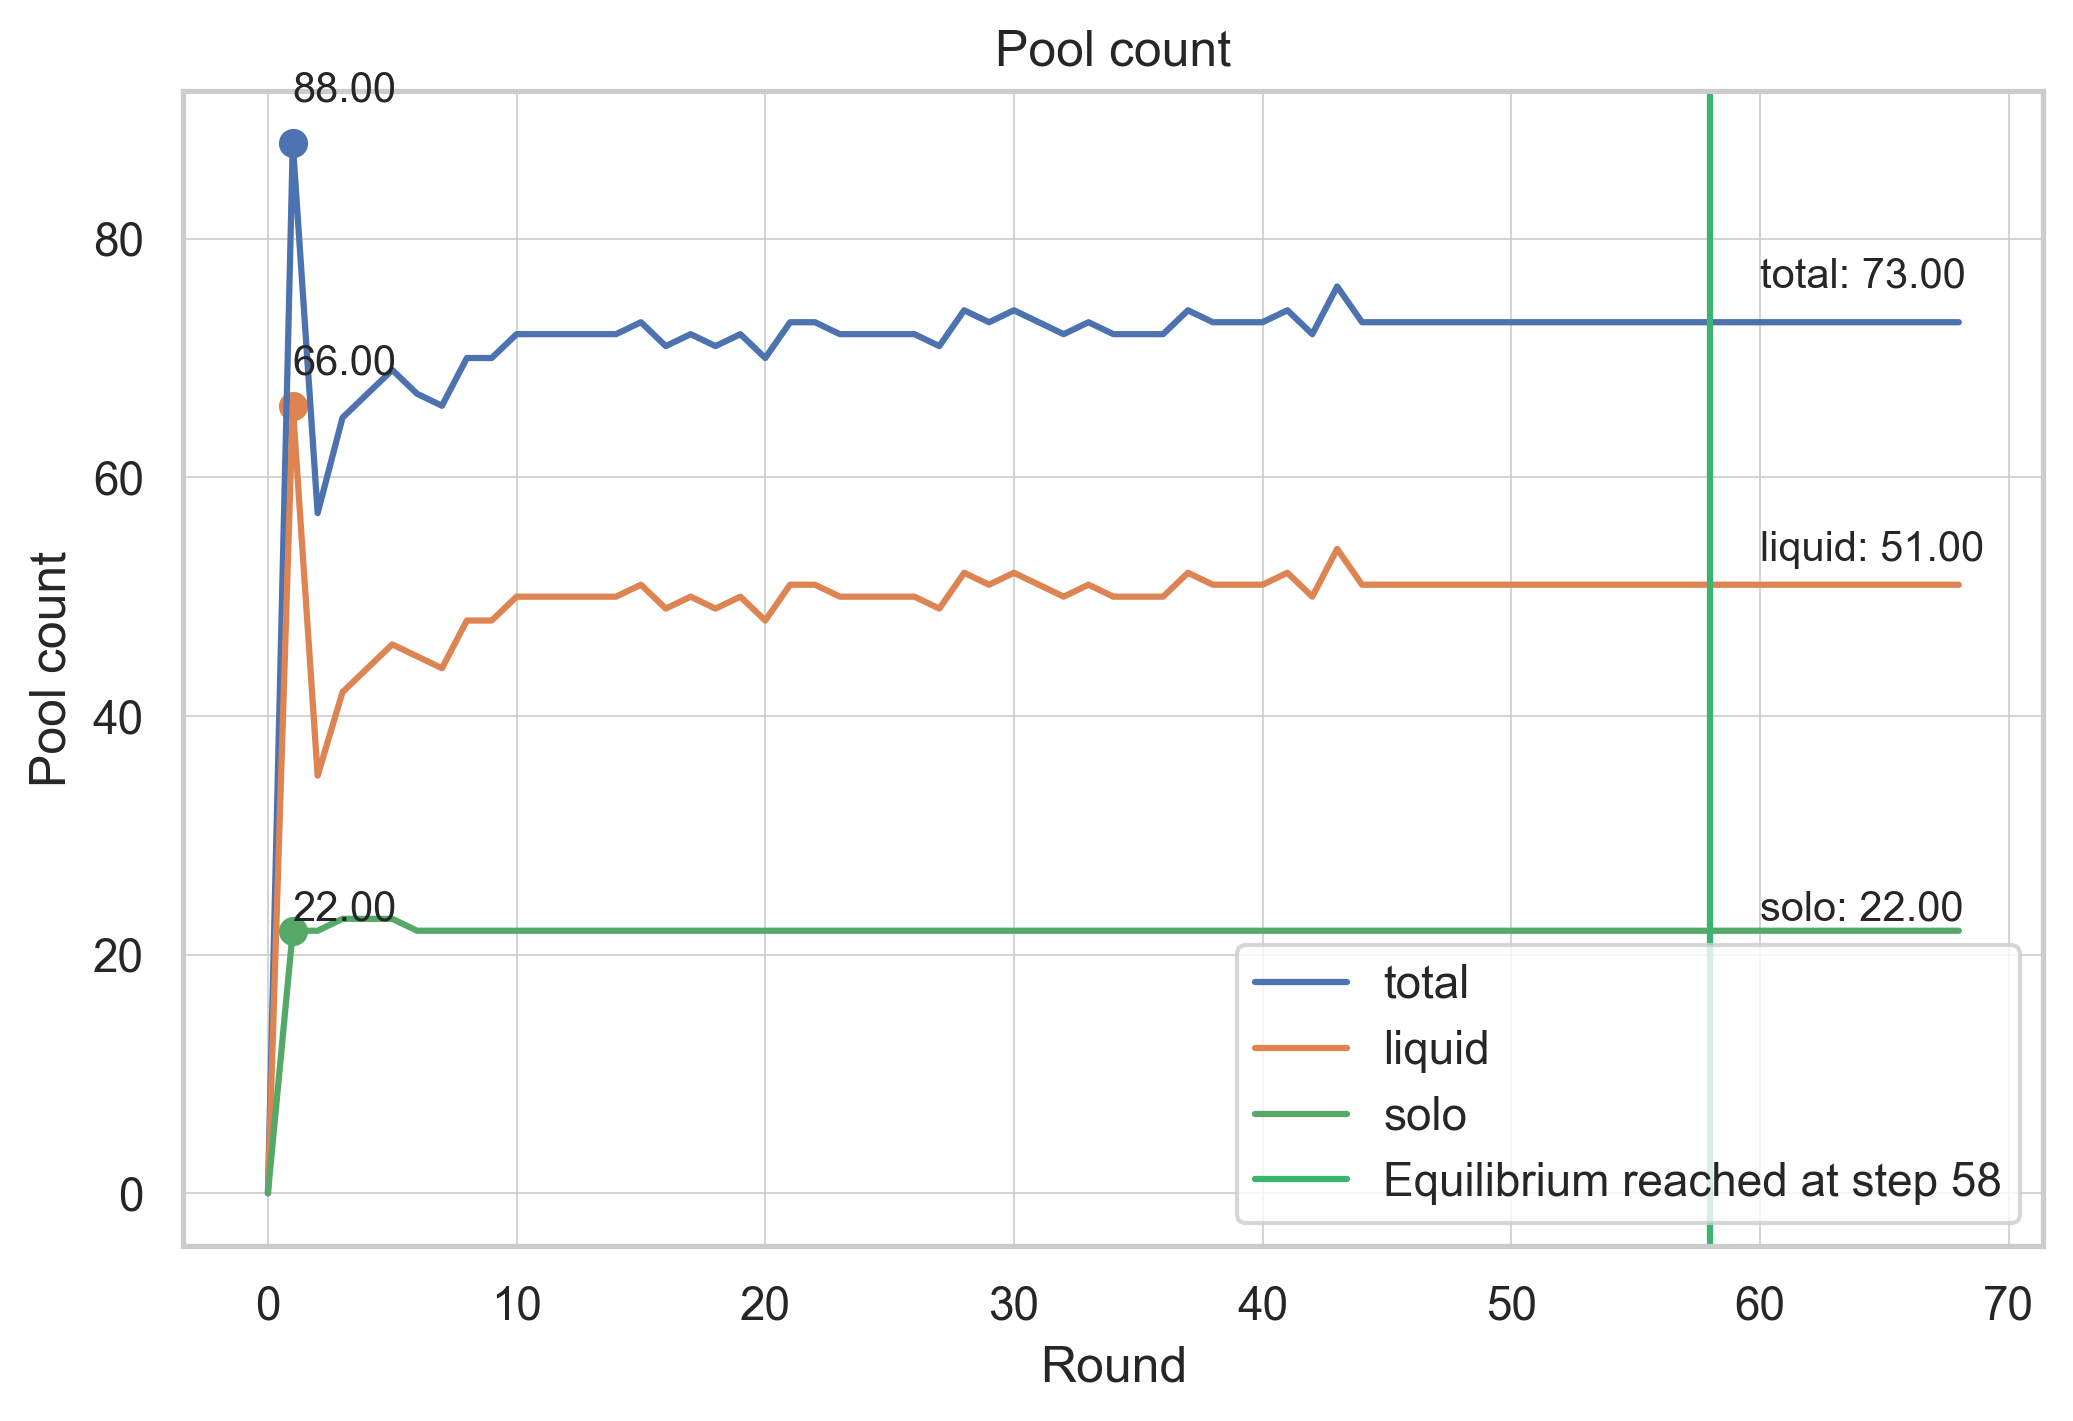 Pool count
88.00
80
total: 73.00
66.00
60
liquid: 51.00
Pool count
40
22.00
solo: 22.00
20
total
liquid
solo
Equilibrium reached at step 58
0
0 10 20 30 40 50 60 70
Round